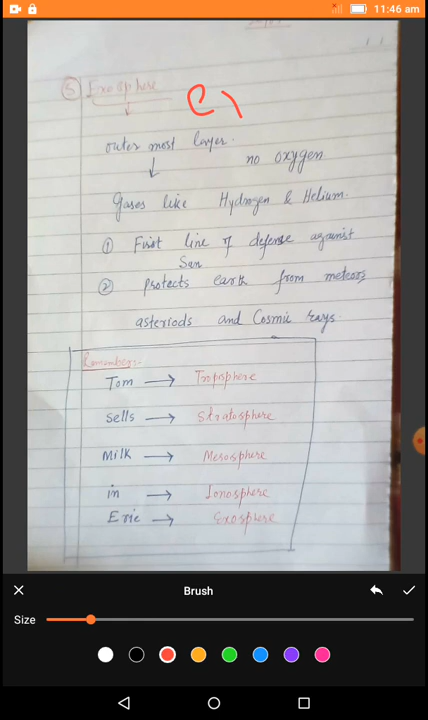 11:46 am
5 Exosphere
↓
outer most layer.
↓ no oxygen
Gases like Hydrogen & Helium.
① First line of defense against
San
② protects earth from meteors
asteriods and Cosmic rays.
Remembers.
Tom → Troposphere
Sells → Stratosphere
Milk → Mesosphere
in → Ionosphere
Eric → Exosphere
Brush
Size